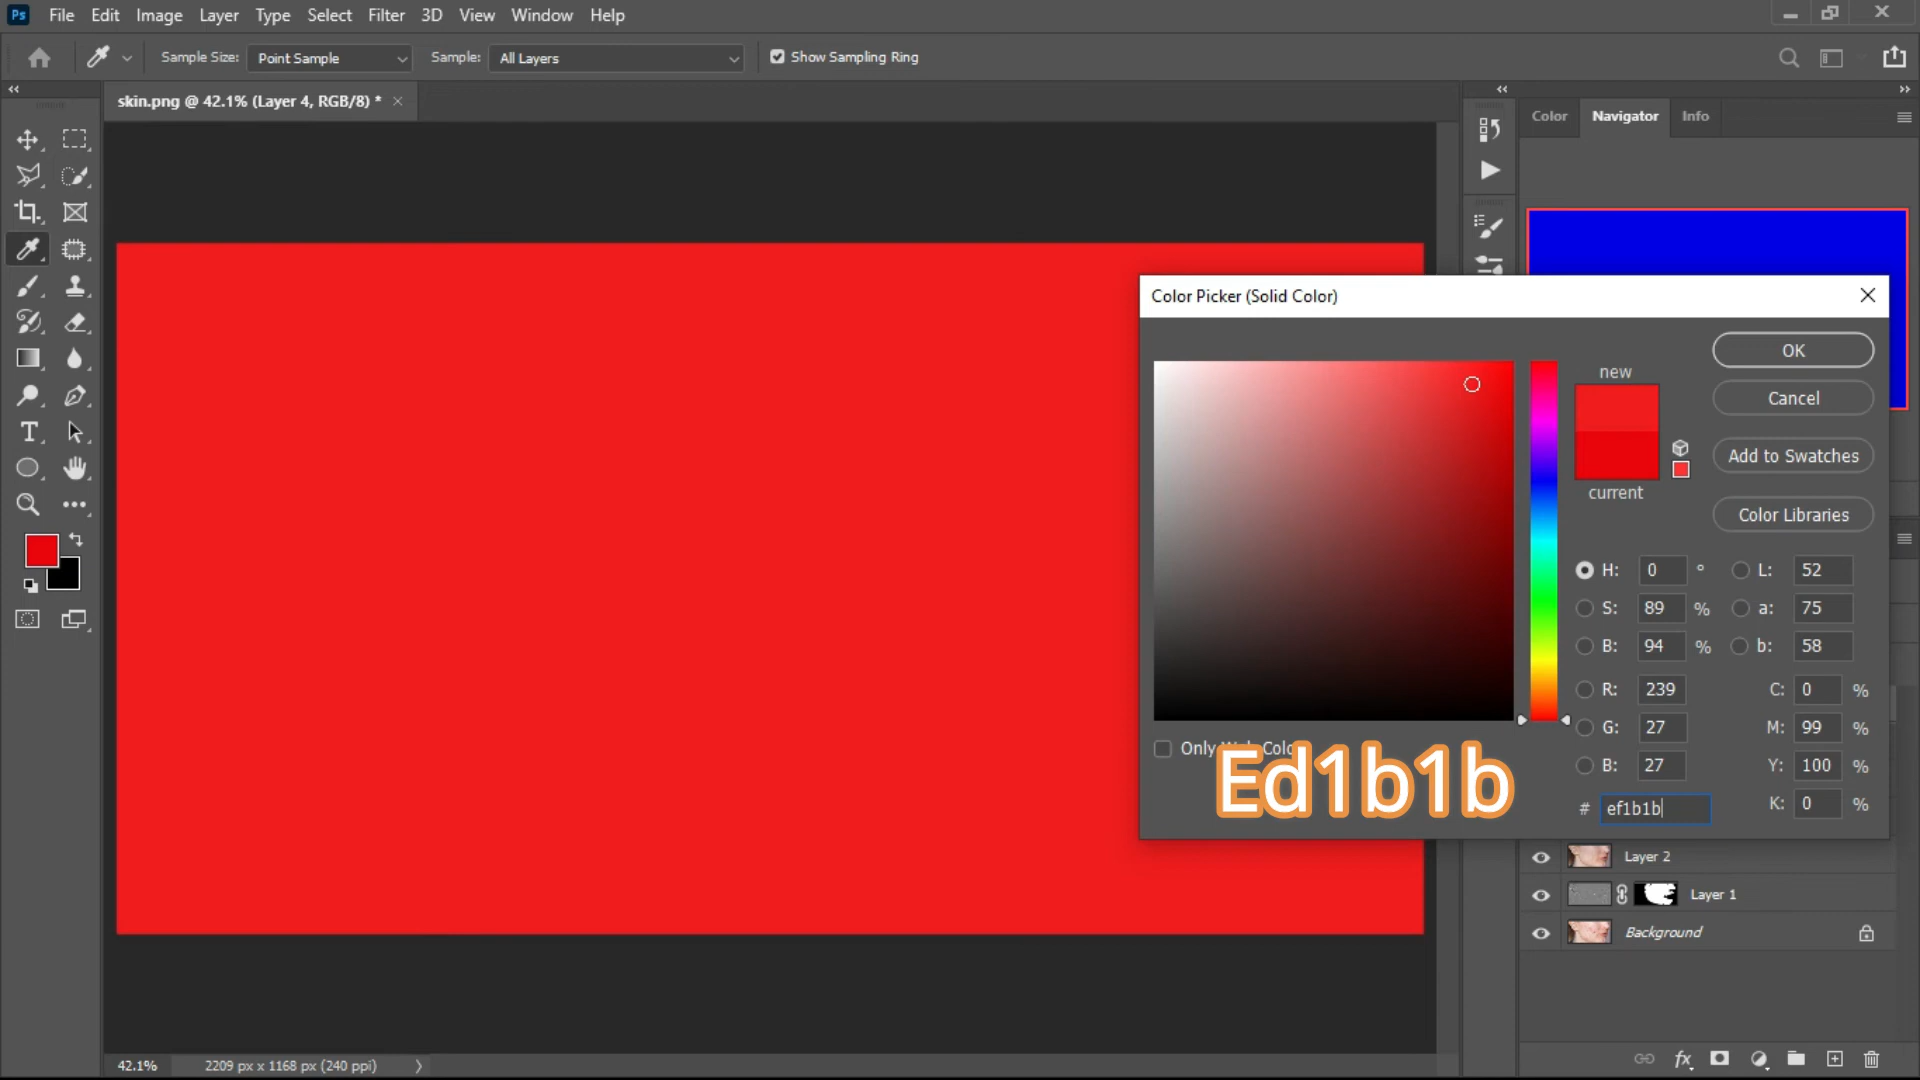 Ps File Edit Image Layer Type Select Filter 3D View Window Help
Sample Size: Point Sample Sample: All Layers Show Sampling Ring
skin.png @ 42.1% (Layer 4, RGB/8) *
Color Navigator Info
Color Picker (Solid Color)
OK
new
Cancel
Add to Swatches
current
Color Libraries
H: 0 ° L: 52
S: 89 % a: 75
B: 94 % b: 58
R: 239 C: 0 %
G: 27 M: 99 %
Only Web Colo
B: 27 Y: 100 %
Ed1b1b
# ef1b1b K: 0 %
Layer 2
Layer 1
Background
T
fx
42.1% 2209 px x 1168 px (240 ppi)